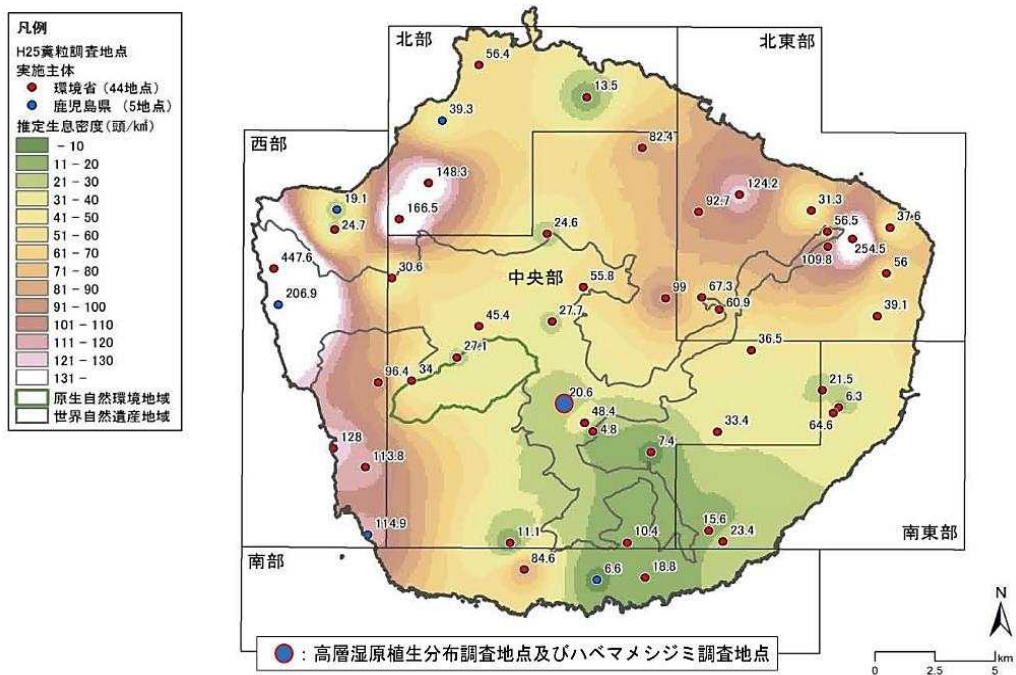 凡例
H25糞粒調査地点
実施主体
環境省 (44地点)
鹿児島県 (5地点)
推定生息密度(頭/k㎡)
- 10
11 - 20
21 - 30
31 - 40
41 - 50
51 - 60
61 - 70
71 - 80
81 - 90
91 - 100
101 - 110
111 - 120
121 - 130
131 -
原生自然環境地域
世界自然遺産地域
北部
北東部
56.4
13.5
39.3
西部
82.4
148.3
19.1
166.5
124.2
92.7
31.3
24.7
24.6
56.5
37.6
447.6
109.8
254.5
30.6
中央部
55.8
56
206.9
99
67.3
60.9
45.4
27.7
39.1
27.1
36.5
96.4
34
20.6
21.5
6.3
48.4
4.8
33.4
64.6
128
7.4
113.8
114.9
11.1
10.4
15.6
23.4
南東部
南部
84.6
6.6
18.8
：高層湿原植生分布調査地点及びハベマメシジミ調査地点
N
0 2.5 5 km